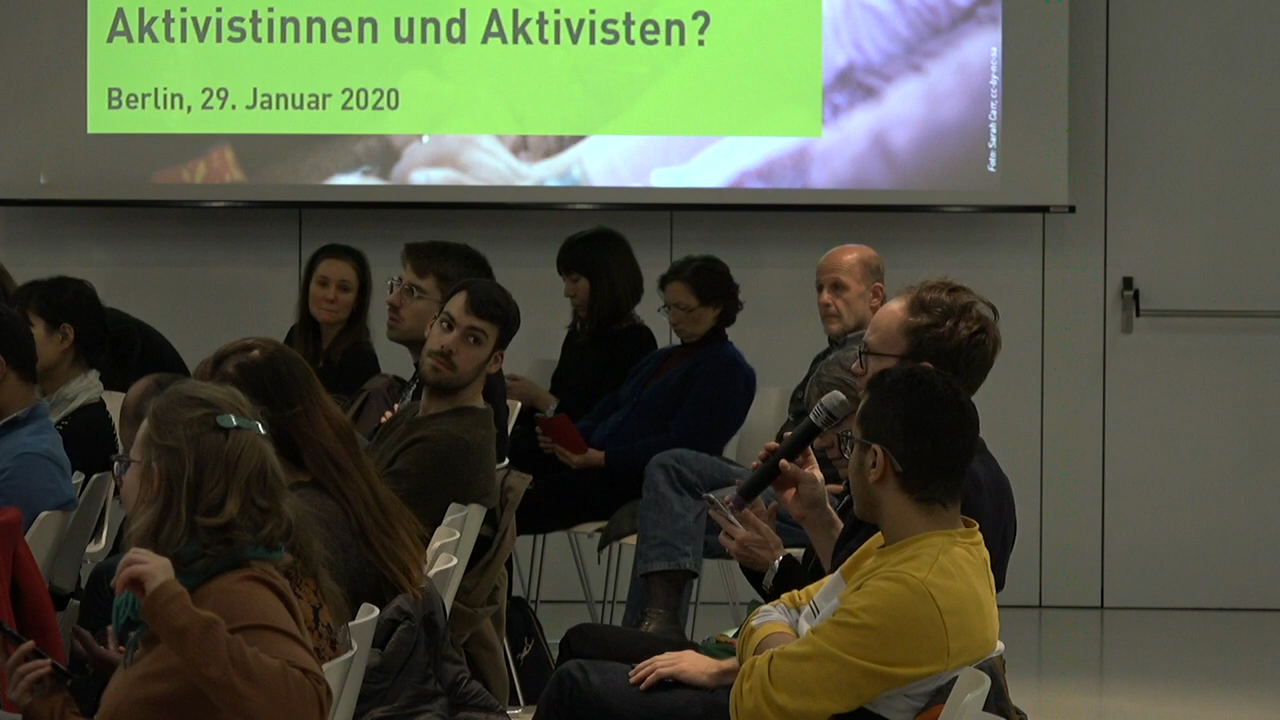 Aktivistinnen und Aktivisten?
Berlin, 29. Januar 2020
Foto: Sarah Carr, cc-by-nc-sa